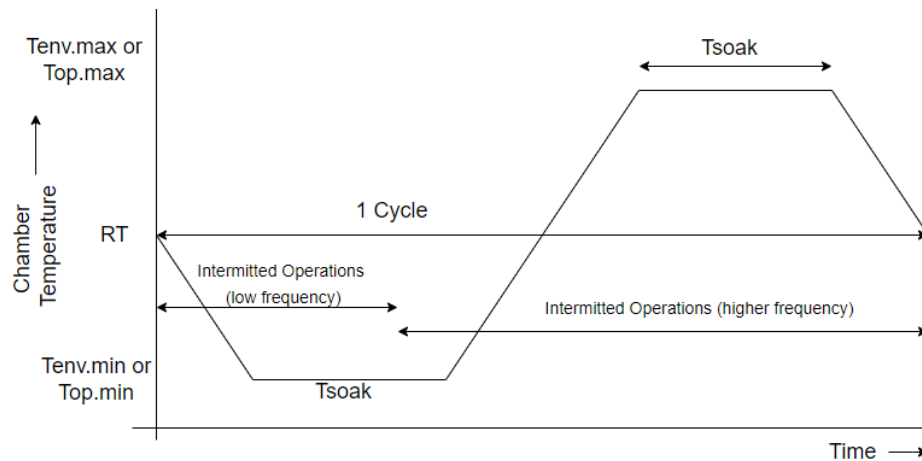 Tenv.max or
Top.max
Tsoak
Chamber
Temperature
1 Cycle
RT
Intermitted Operations
(low frequency)
Intermitted Operations (higher frequency)
Tenv.min or
Top.min
Tsoak
Time